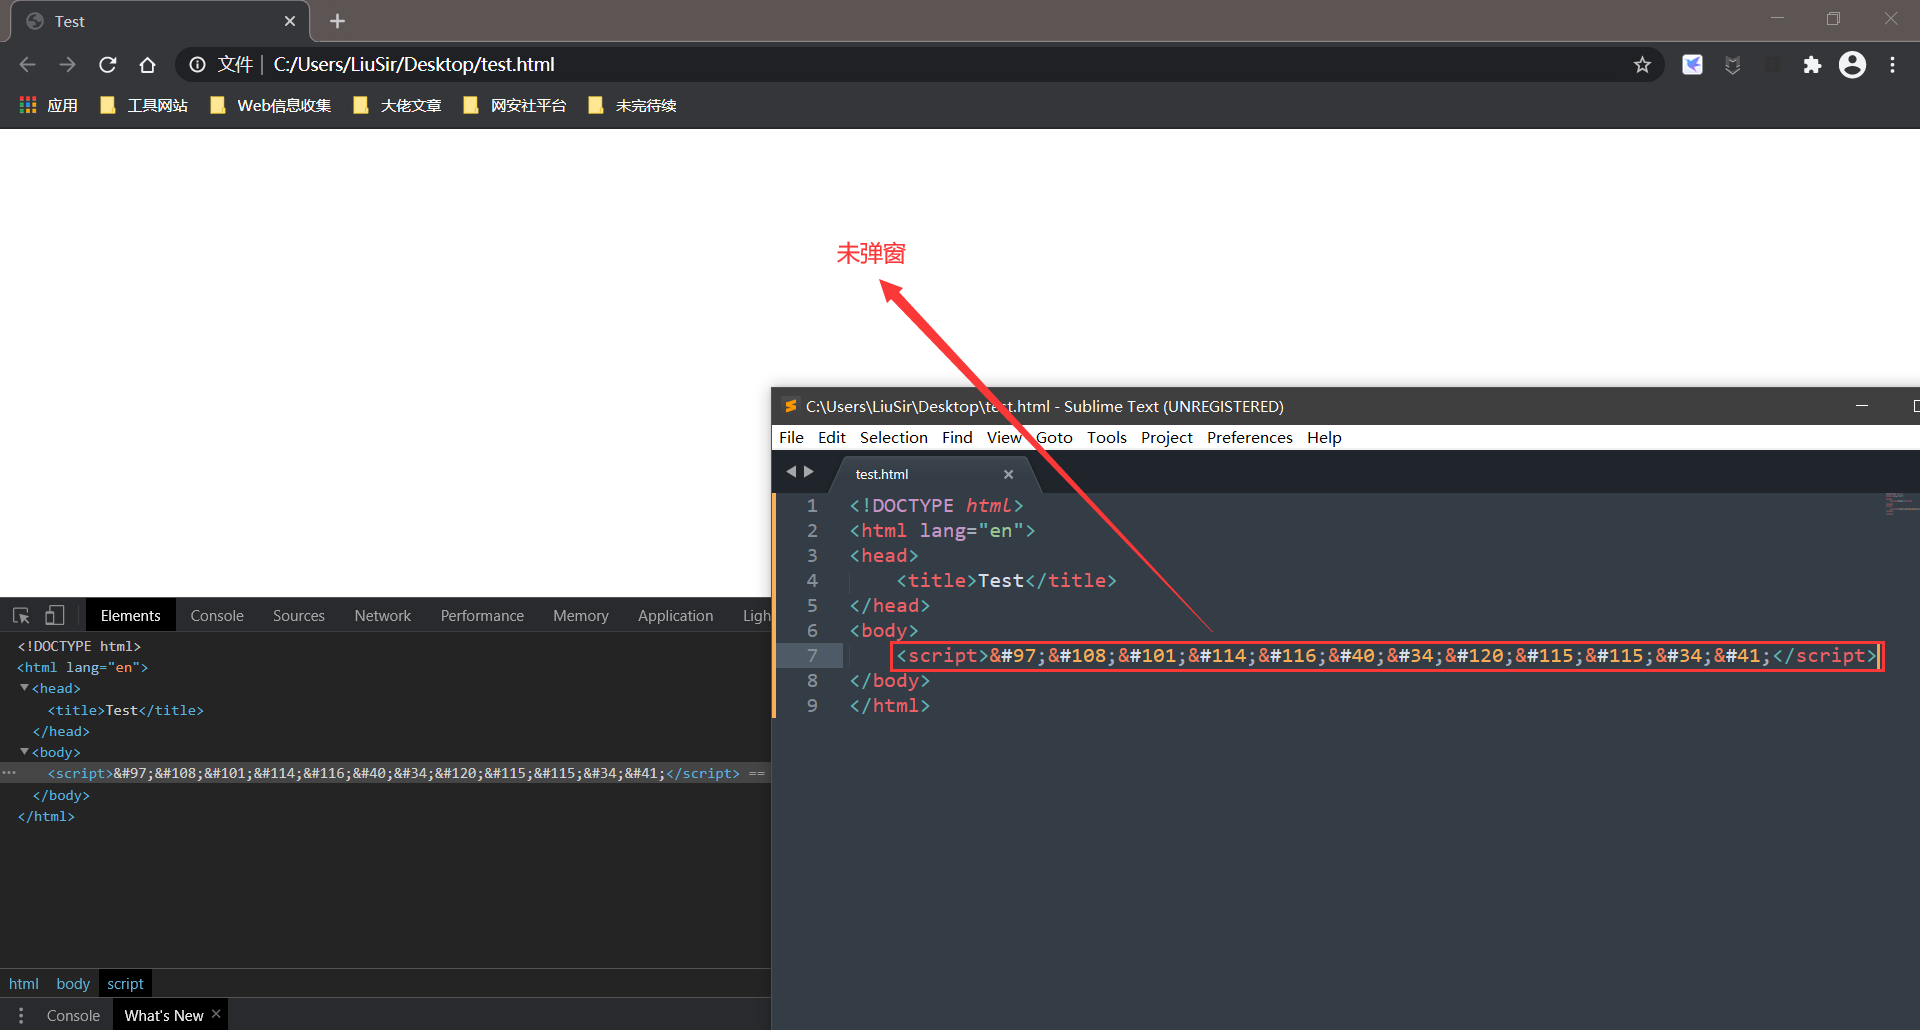 Test
文件 | C:/Users/LiuSir/Desktop/test.html
应用 工具网站 Web信息收集 大佬文章 网安社平台 未完待续
未弹窗
C:\Users\LiuSir\Desktop\test.html - Sublime Text (UNREGISTERED)
File Edit Selection Find View Goto Tools Project Preferences Help
test.html
1 <!DOCTYPE html>
2 <html lang="en">
3 <head>
4 <title>Test</title>
5 </head>
6 <body>
7 <script>&#97;&#108;&#101;&#114;&#116;&#40;&#34;&#120;&#115;&#115;&#34;&#41;</script>
8 </body>
9 </html>
Elements Console Sources Network Performance Memory Application Ligh
<!DOCTYPE html>
<html lang="en">
<head>
<title>Test</title>
</head>
<body>
<script>&#97;&#108;&#101;&#114;&#116;&#40;&#34;&#120;&#115;&#115;&#34;&#41;</script> ==
</body>
</html>
html body script
Console What's New